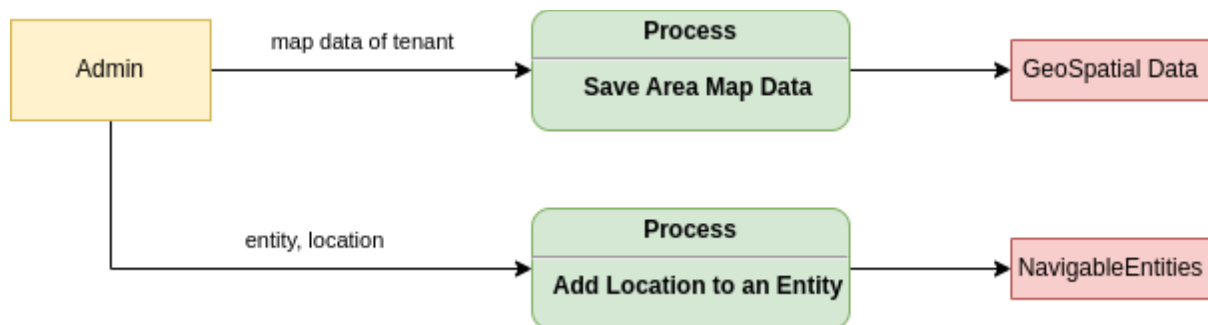 Process
map data of tenant
Admin
Save Area Map Data
GeoSpatial Data
Process
entity, location
Add Location to an Entity
NavigableEntities